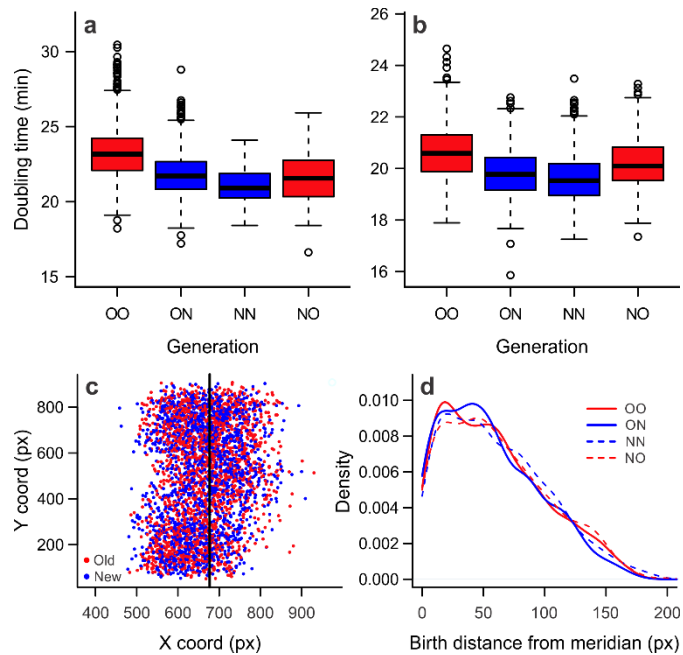 a
Doubling time (min)
30
25
20
15
OO ON NN NO
Generation
b
26
24
22
20
18
16
OO ON NN NO
Generation
c
Y coord (px)
800
600
400
200
Old
New
400 500 600 700 800 900
X coord (px)
d
Density
0.010
0.008
0.006
0.004
0.002
0.000
OO
ON
NN
NO
0 50 100 150 200
Birth distance from meridian (px)